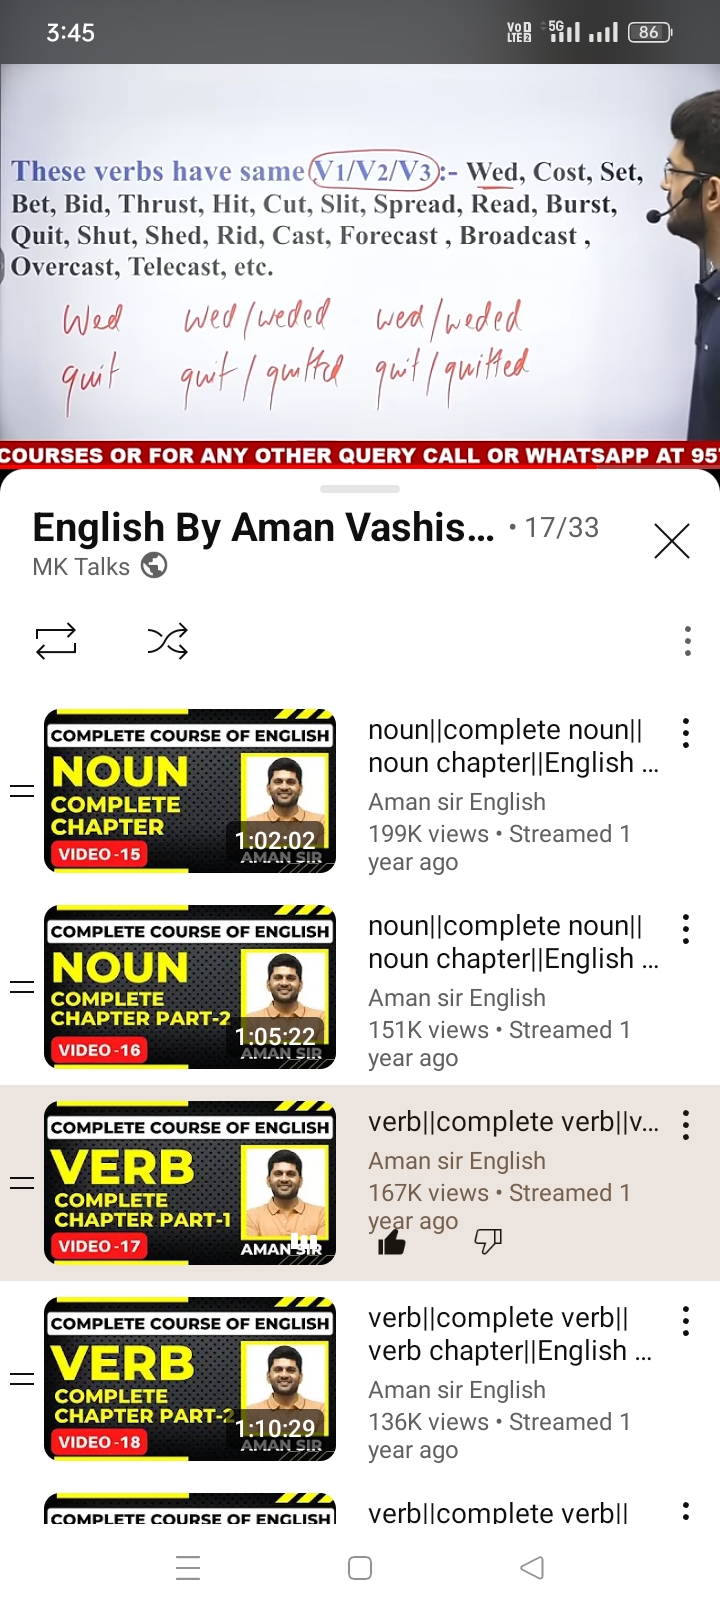 3:45
VoD LTE2 5G 86
These verbs have same V1/V2/V3:- Wed, Cost, Set,
Bet, Bid, Thrust, Hit, Cut, Slit, Spread, Read, Burst,
Quit, Shut, Shed, Rid, Cast, Forecast , Broadcast ,
Overcast, Telecast, etc.
Wed wed/weded wed/weded
quit quit/quitted quit/quitted
COURSES OR FOR ANY OTHER QUERY CALL OR WHATSAPP AT 95
English By Aman Vashis... • 17/33
MK Talks
COMPLETE COURSE OF ENGLISH
NOUN
COMPLETE
CHAPTER
VIDEO -15
1:02:02
AMAN SIR
noun||complete noun||
noun chapter||English ...
Aman sir English
199K views • Streamed 1
year ago
COMPLETE COURSE OF ENGLISH
NOUN
COMPLETE
CHAPTER PART-2
VIDEO -16
1:05:22
AMAN SIR
noun||complete noun||
noun chapter||English ...
Aman sir English
151K views • Streamed 1
year ago
COMPLETE COURSE OF ENGLISH
VERB
COMPLETE
CHAPTER PART-1
VIDEO -17
AMAN SIR
verb||complete verb||v...
Aman sir English
167K views • Streamed 1
year ago
COMPLETE COURSE OF ENGLISH
VERB
COMPLETE
CHAPTER PART-2
VIDEO -18
1:10:29
AMAN SIR
verb||complete verb||
verb chapter||English ...
Aman sir English
136K views • Streamed 1
year ago
COMPLETE COURSE OF ENGLISH
verb||complete verb||